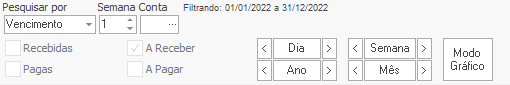 Pesquisar por Semana Conta Filtrando: 01/01/2022 a 31/12/2022
Vencimento 1 ...
Recebidas A Receber < Dia > < Semana > Modo Gráfico
Pagas A Pagar < Ano > < Mês >